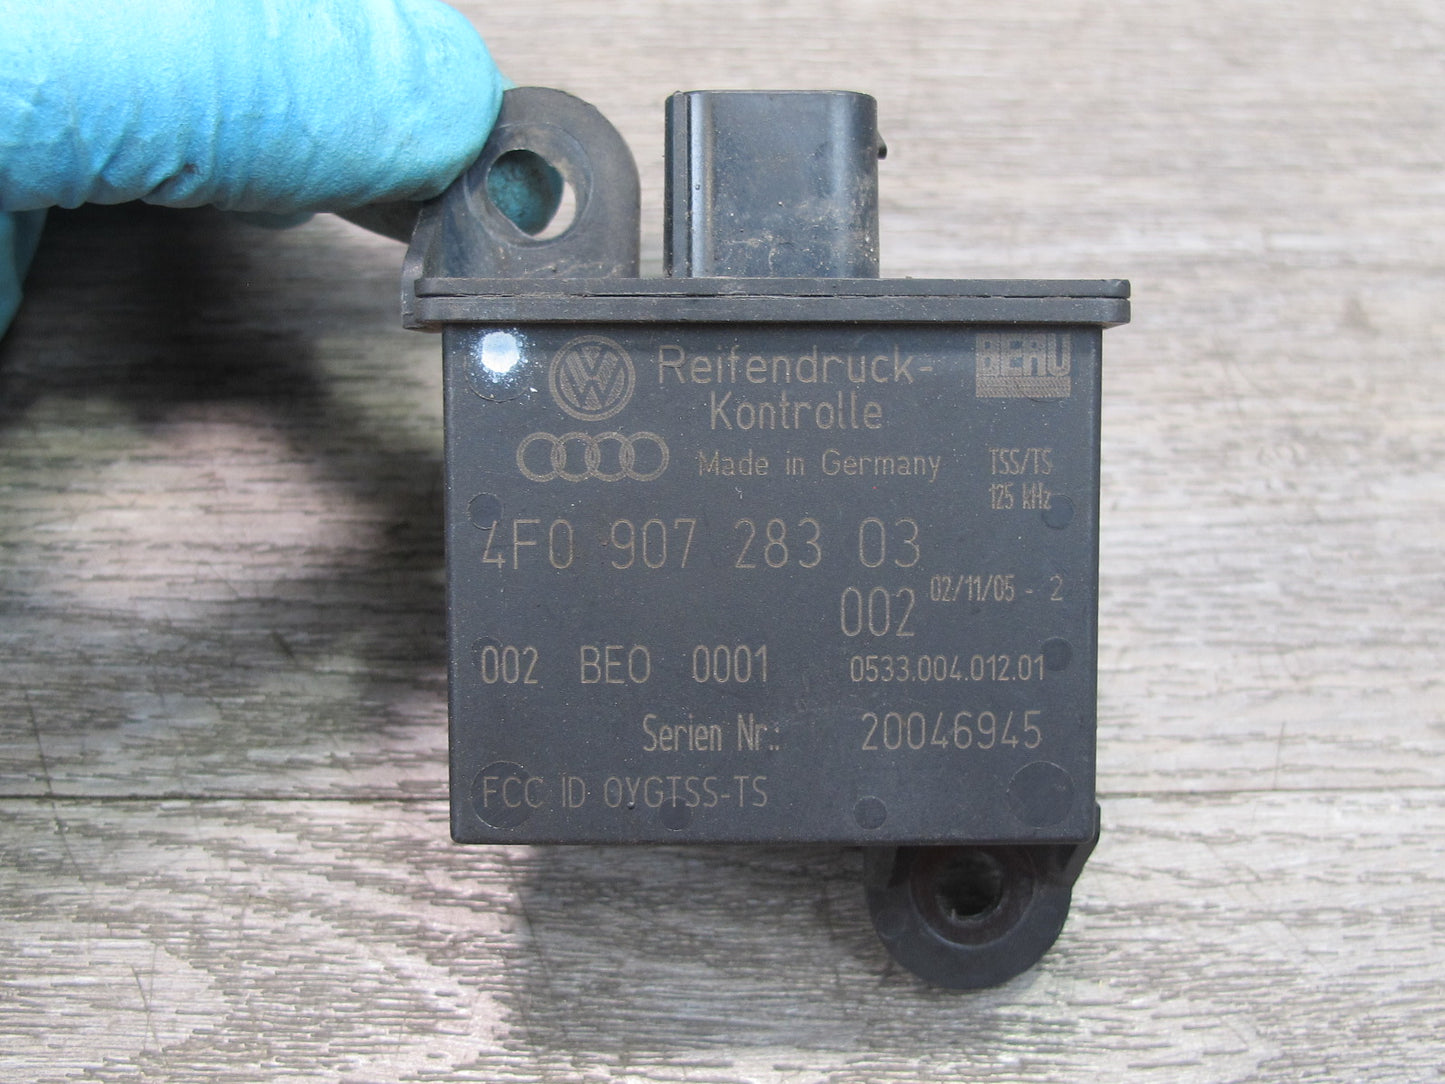 Reifendruck-
Kontrolle
BERU
Made in Germany
TSS/TS
125 kHz
4F0 907 283 03
002
02/11/05 - 2
002 BE0 0001
0533.004.012.01
Serien Nr.: 20046945
FCC ID OYGTSS-TS